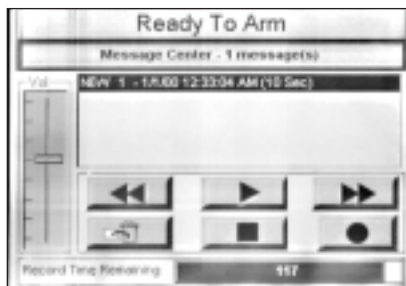 Ready To Arm
Message Center - 1 message(s)
Vol
NEW 1 - 1/1/00 12:33:04 AM (10 Sec)
Record Time Remaining
117